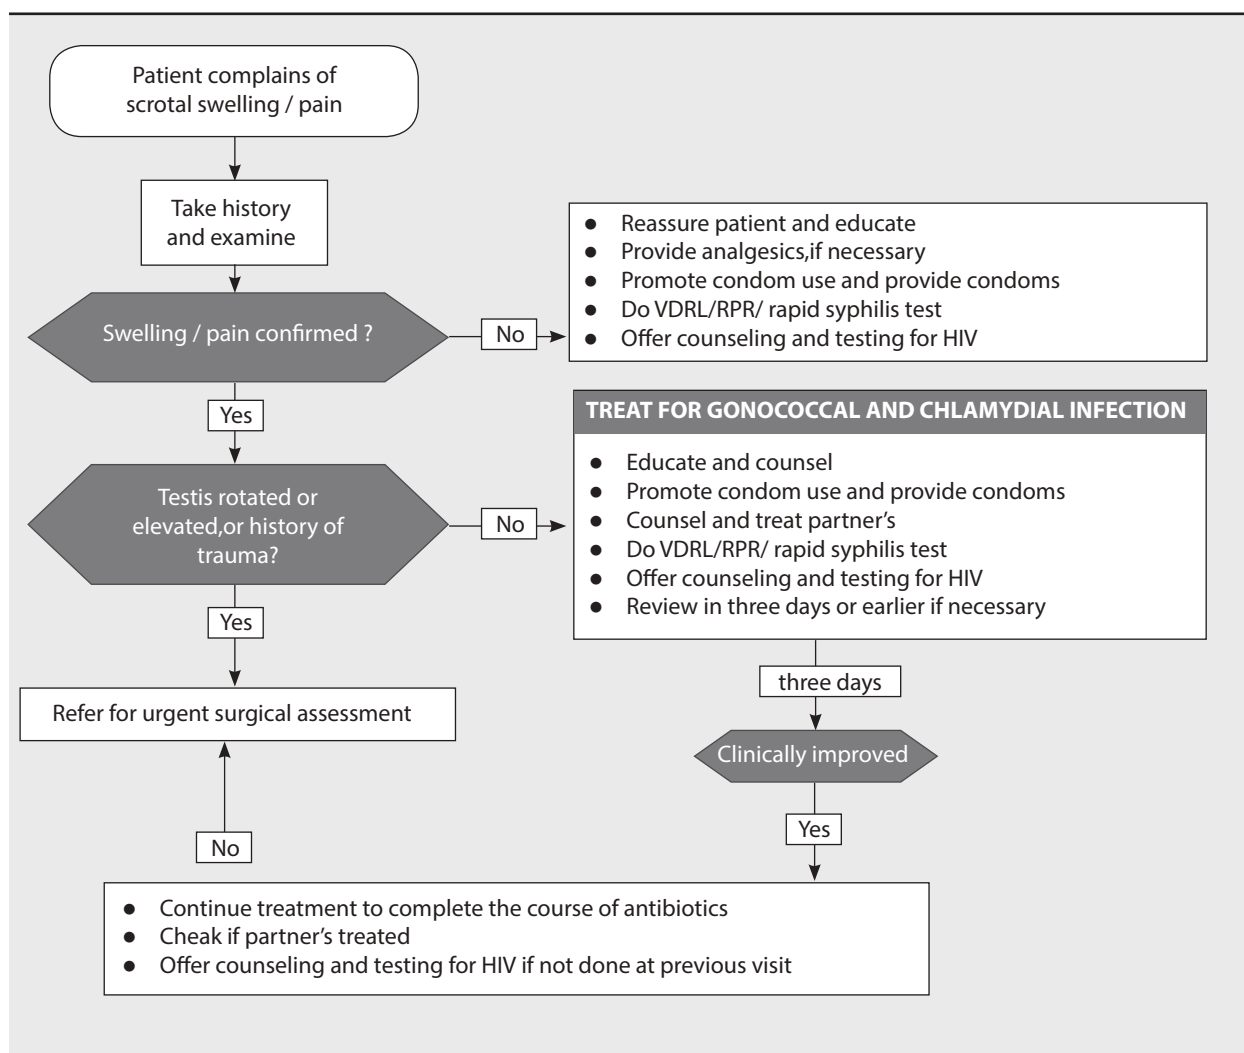 Patient complains of
scrotal swelling / pain
Take history
and examine
Swelling / pain confirmed ?
No
● Reassure patient and educate
● Provide analgesics,if necessary
● Promote condom use and provide condoms
● Do VDRL/RPR/ rapid syphilis test
● Offer counseling and testing for HIV
Yes
Testis rotated or
elevated,or history of
trauma?
No
TREAT FOR GONOCOCCAL AND CHLAMYDIAL INFECTION
● Educate and counsel
● Promote condom use and provide condoms
● Counsel and treat partner's
● Do VDRL/RPR/ rapid syphilis test
● Offer counseling and testing for HIV
● Review in three days or earlier if necessary
Yes
Refer for urgent surgical assessment
three days
Clinically improved
Yes
No
● Continue treatment to complete the course of antibiotics
● Cheak if partner's treated
● Offer counseling and testing for HIV if not done at previous visit